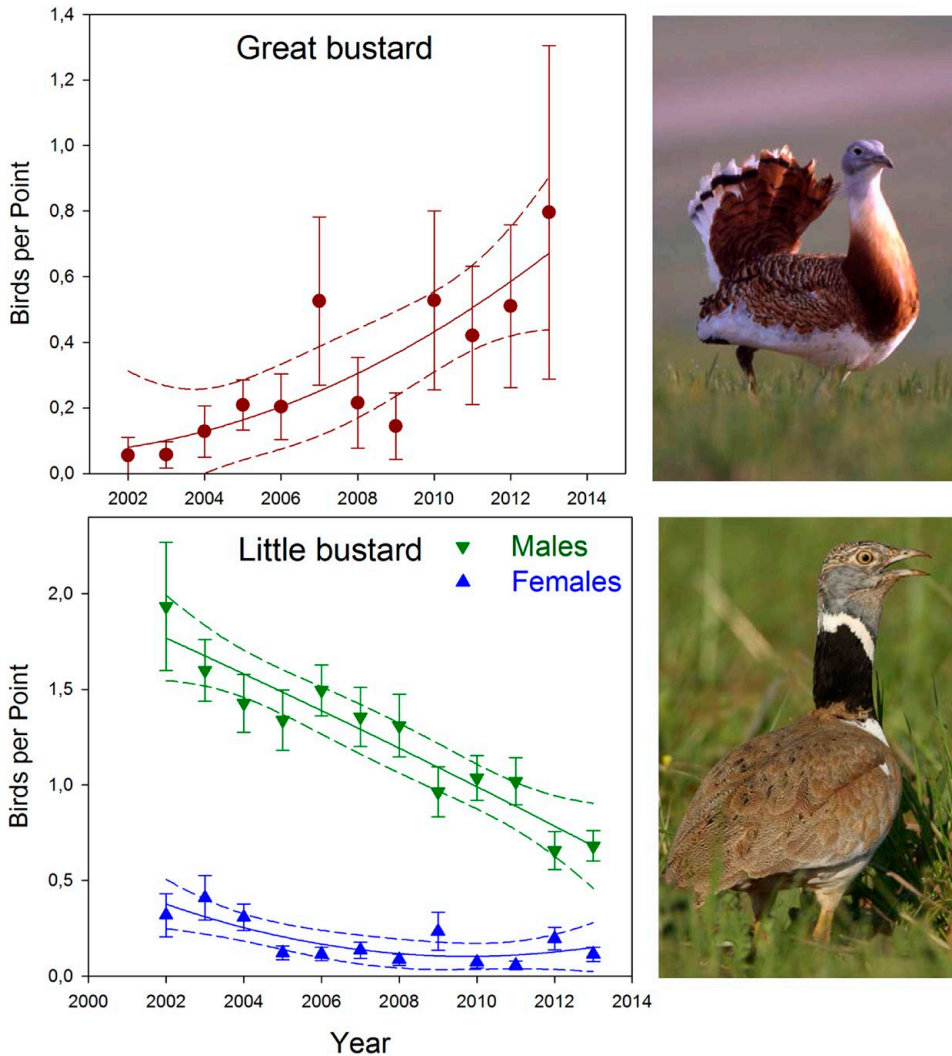 Great bustard
Birds per Point
1,4
1,2
1,0
0,8
0,6
0,4
0,2
0,0
2002 2004 2006 2008 2010 2012 2014
Little bustard
Males
Females
Birds per Point
2,0
1,5
1,0
0,5
0,0
2000 2002 2004 2006 2008 2010 2012 2014
Year